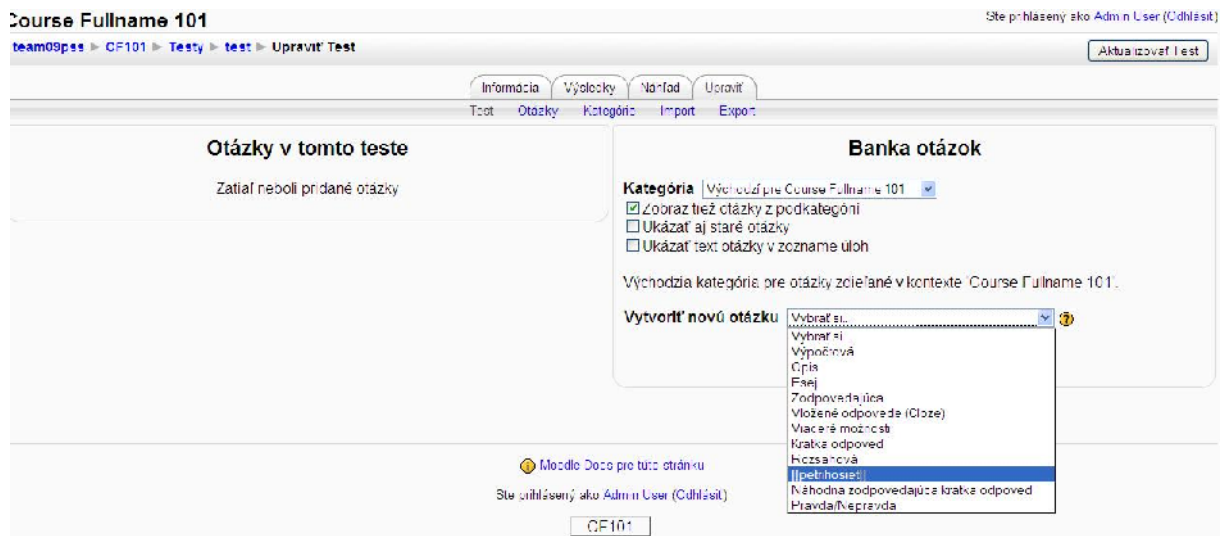 Course Fullname 101
Ste prihlásený ako Admin User (Odhlásiť)
team09pss ► CF101 ► Testy ► test ► Upraviť Test
Aktualizovať Test
Informácia Výsledky Náhľad Upraviť
Test Otázky Kategórie Import Export
Otázky v tomto teste
Zatiaľ neboli pridané otázky
Banka otázok
Kategória Východzí pre Course Fullname 101
Zobraz tiež otázky z podkategórií
Ukázať aj staré otázky
Ukázať text otázky v zozname úloh
Východzia kategória pre otázky zdieľané v kontexte 'Course Fullname 101'.
Vytvoriť novú otázku Vybrať si...
Vybrať si...
Výpočtová
Opis
Esej
Zodpovedajúca
Vložené odpovede (Cloze)
Viaceré možnosti
Krátka odpoveď
Rozsahová
[[petrihosiet]]
Náhodná zodpovedajúca krátka odpoveď
Pravda/Nepravda
Moodle Docs pre túto stránku
Ste prihlásený ako Admin User (Odhlásiť)
CF101